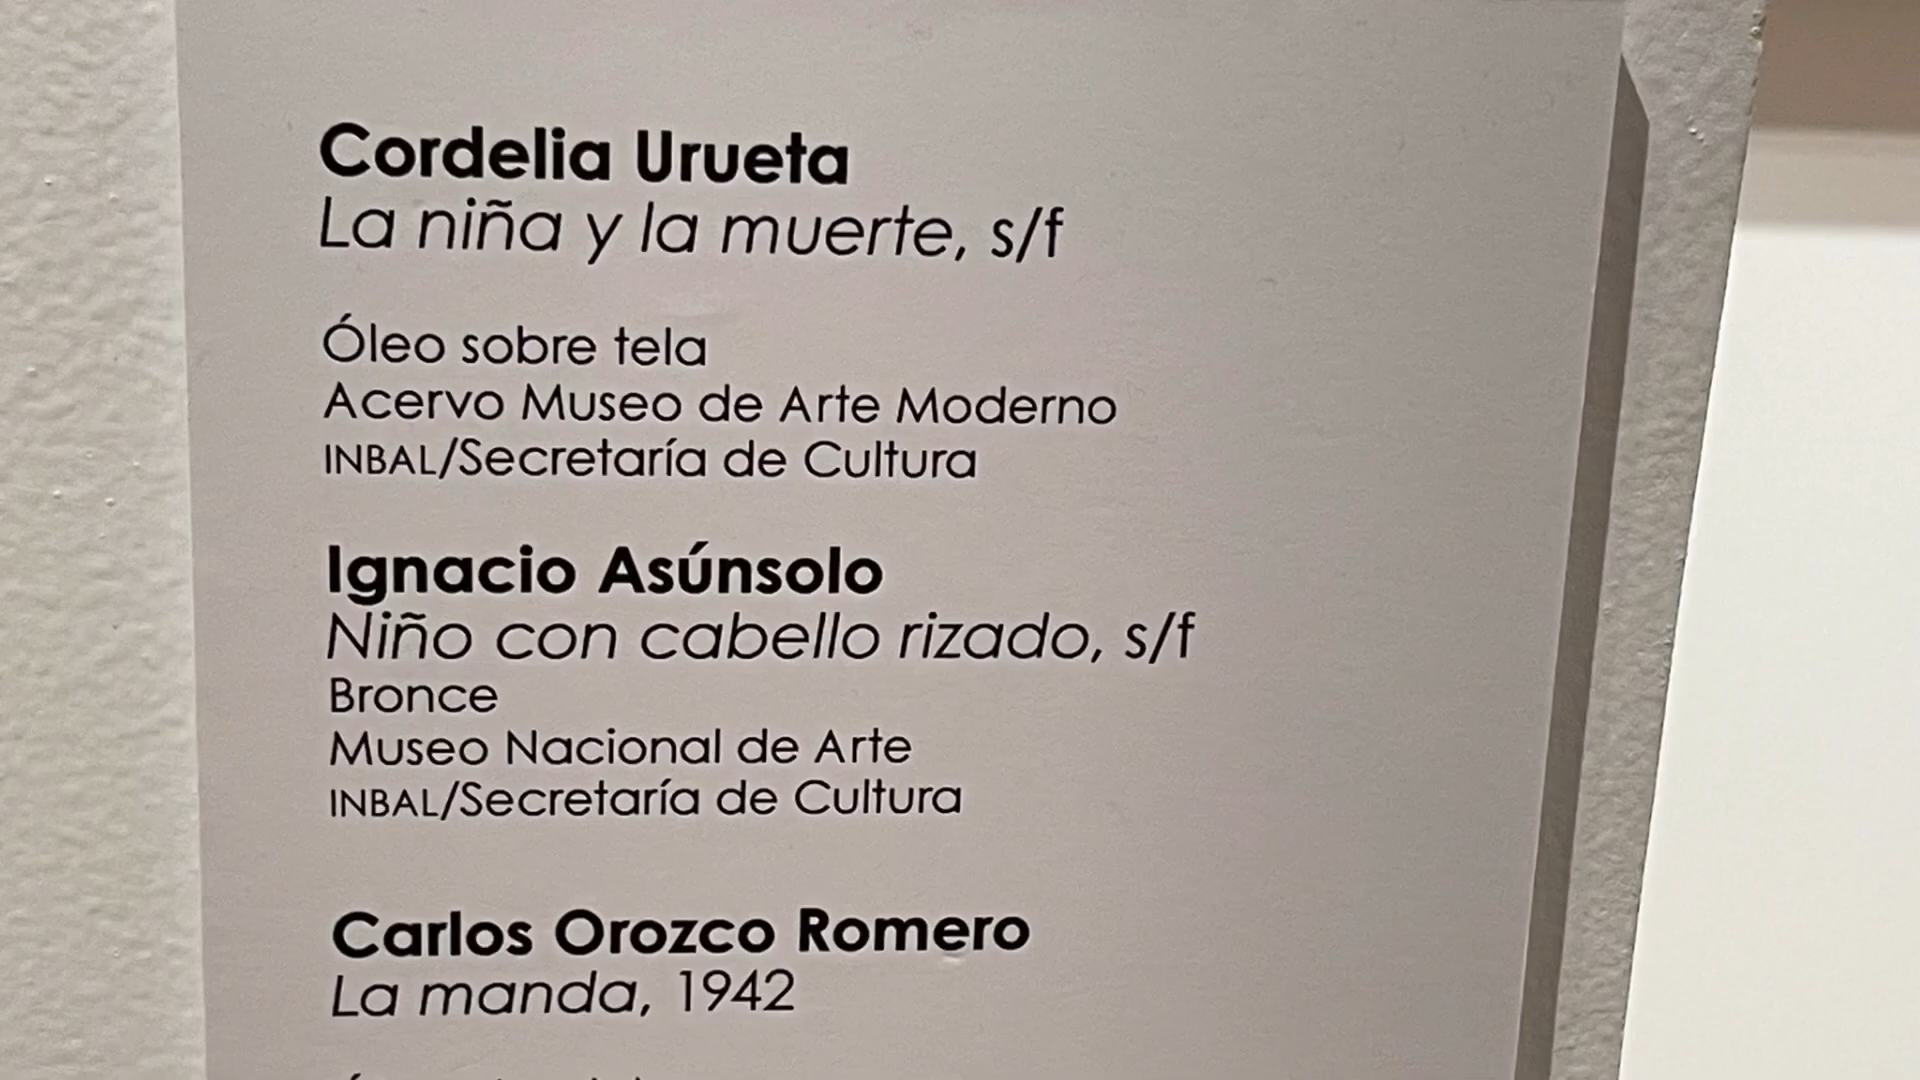 Cordelia Urueta
La niña y la muerte, s/f
Óleo sobre tela
Acervo Museo de Arte Moderno
INBAL/Secretaría de Cultura
Ignacio Asúnsolo
Niño con cabello rizado, s/f
Bronce
Museo Nacional de Arte
INBAL/Secretaría de Cultura
Carlos Orozco Romero
La manda, 1942